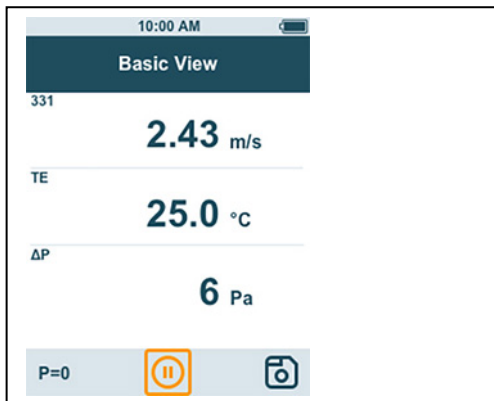 10:00 AM
Basic View
331
2.43 m/s
TE
25.0 °C
ΔP
6 Pa
P=0